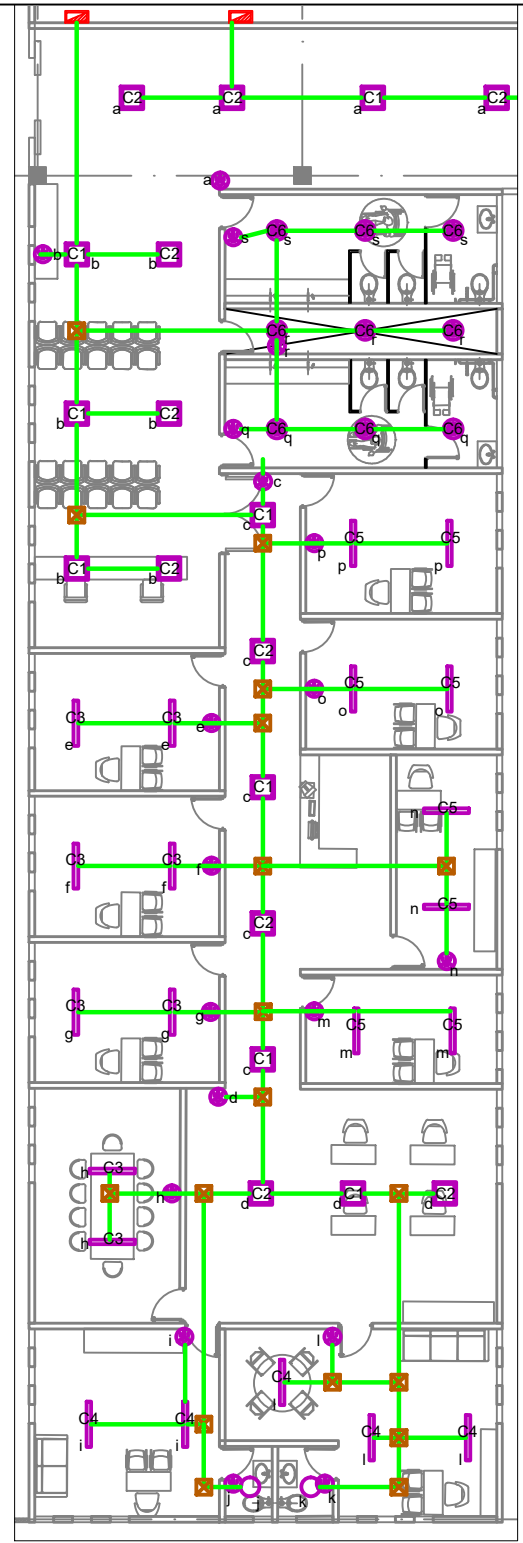 C2 C2 C1 C2
a a a a
a
C6 C6 C6
s s s s
b C1 C2
b b
C6 C6 C6
r r r
r
C1 C2
b b
C6 C6 C6
q q q q
c
C1
c
C5 C5
p p p
C1 C2
b b
C2
c
C5 C5
o o o
C3 C3
e e e
C1
c
n C5
C3 C3
f f f
n C5
C2
c
n
C3 C3
g g g
C5 C5
m m m
C1
c
d
h C3
h
C2 C1 C2
d d d
h C3
i
l
C4
l
C4 C4
i i
C4 C4
l l
j j
k k